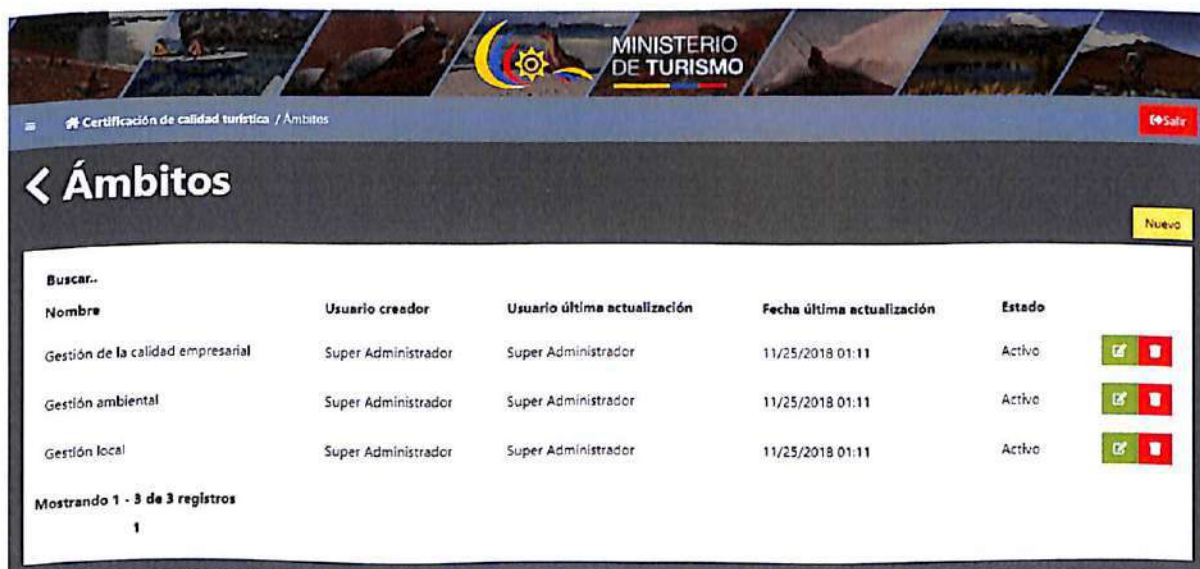 MINISTERIO
DE TURISMO
Certificación de calidad turística / Ámbitos
Salir
< Ámbitos
Nuevo
Buscar..
Nombre Usuario creador Usuario última actualización Fecha última actualización Estado
Gestión de la calidad empresarial Super Administrador Super Administrador 11/25/2018 01:11 Activo
Gestión ambiental Super Administrador Super Administrador 11/25/2018 01:11 Activo
Gestión local Super Administrador Super Administrador 11/25/2018 01:11 Activo
Mostrando 1 - 3 de 3 registros
1